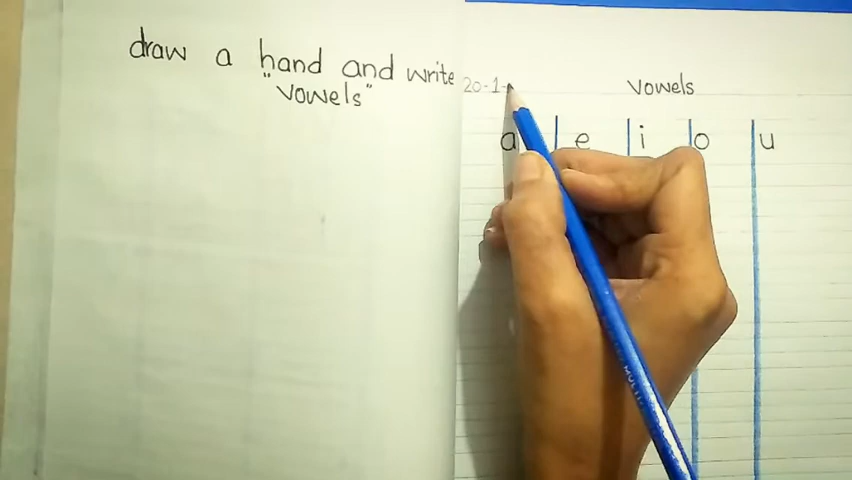 draw a hand and write
"vowels"
20-1-
vowels
a e i o u